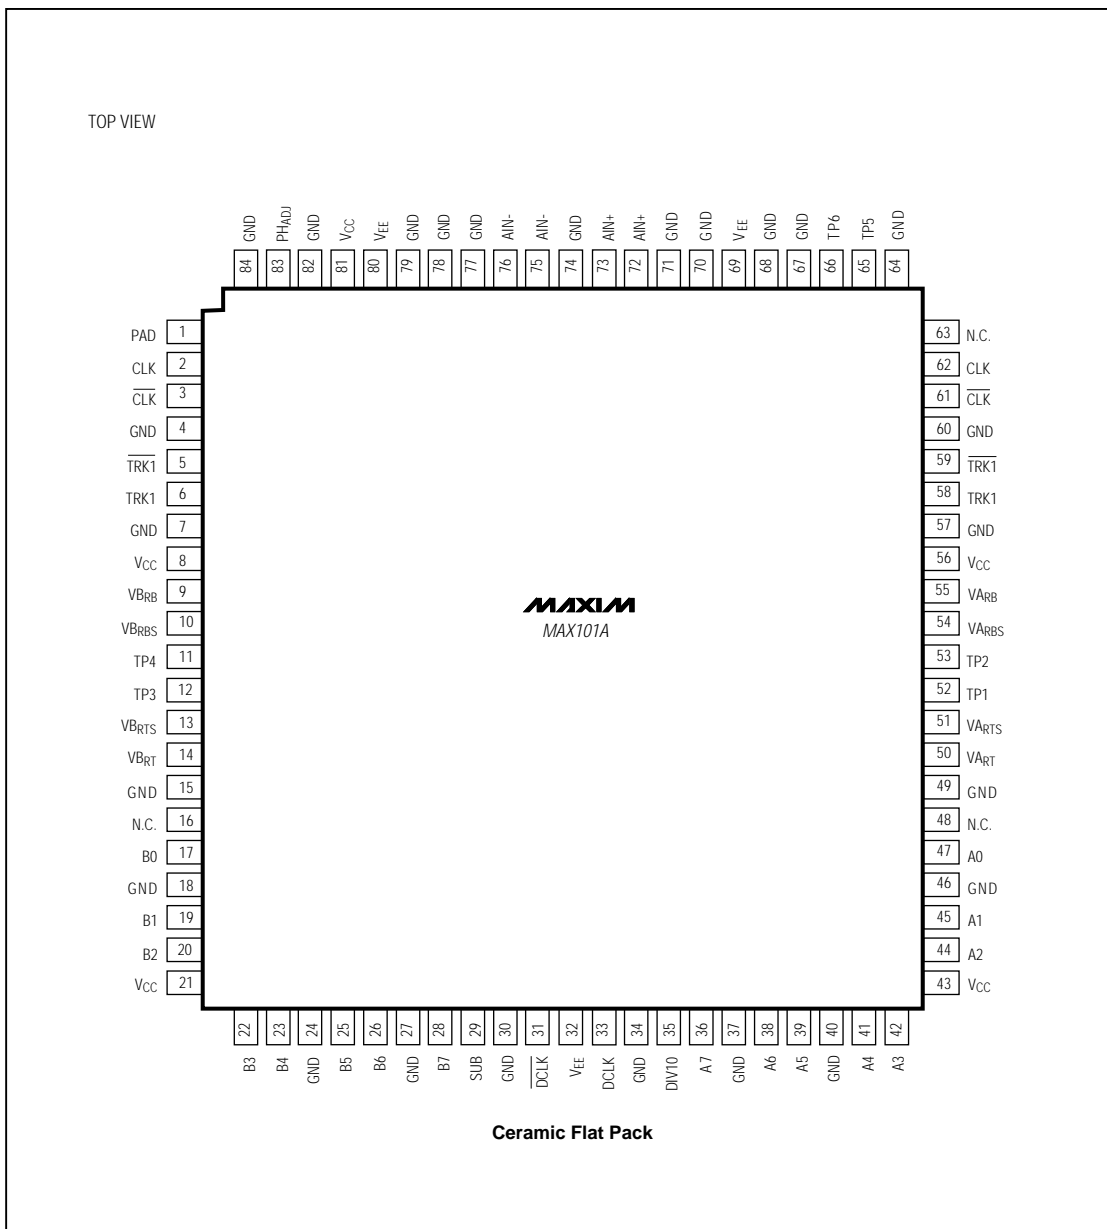 TOP VIEW
GND PHADJ GND VCC VEE GND GND GND AIN- AIN- GND AIN+ AIN+ GND GND VEE GND GND TP6 TP5 GND
84 83 82 81 80 79 78 77 76 75 74 73 72 71 70 69 68 67 66 65 64
PAD 1 63 N.C.
CLK 2 62 CLK
C̅L̅K̅ 3 61 C̅L̅K̅
GND 4 60 GND
T̅R̅K̅1̅ 5 59 T̅R̅K̅1̅
TRK1 6 58 TRK1
GND 7 57 GND
VCC 8 56 VCC
VBRB 9 55 VARB
VBRBS 10 54 VARBS
TP4 11 53 TP2
TP3 12 52 TP1
VBRTS 13 51 VARTS
VBRT 14 50 VART
GND 15 49 GND
N.C. 16 48 N.C.
B0 17 47 A0
GND 18 46 GND
B1 19 45 A1
B2 20 44 A2
VCC 21 43 VCC
MAXIM
MAX101A
22 23 24 25 26 27 28 29 30 31 32 33 34 35 36 37 38 39 40 41 42
B3 B4 GND B5 B6 GND B7 SUB GND D̅C̅L̅K̅ VEE DCLK GND DIV10 A7 GND A6 A5 GND A4 A3
Ceramic Flat Pack